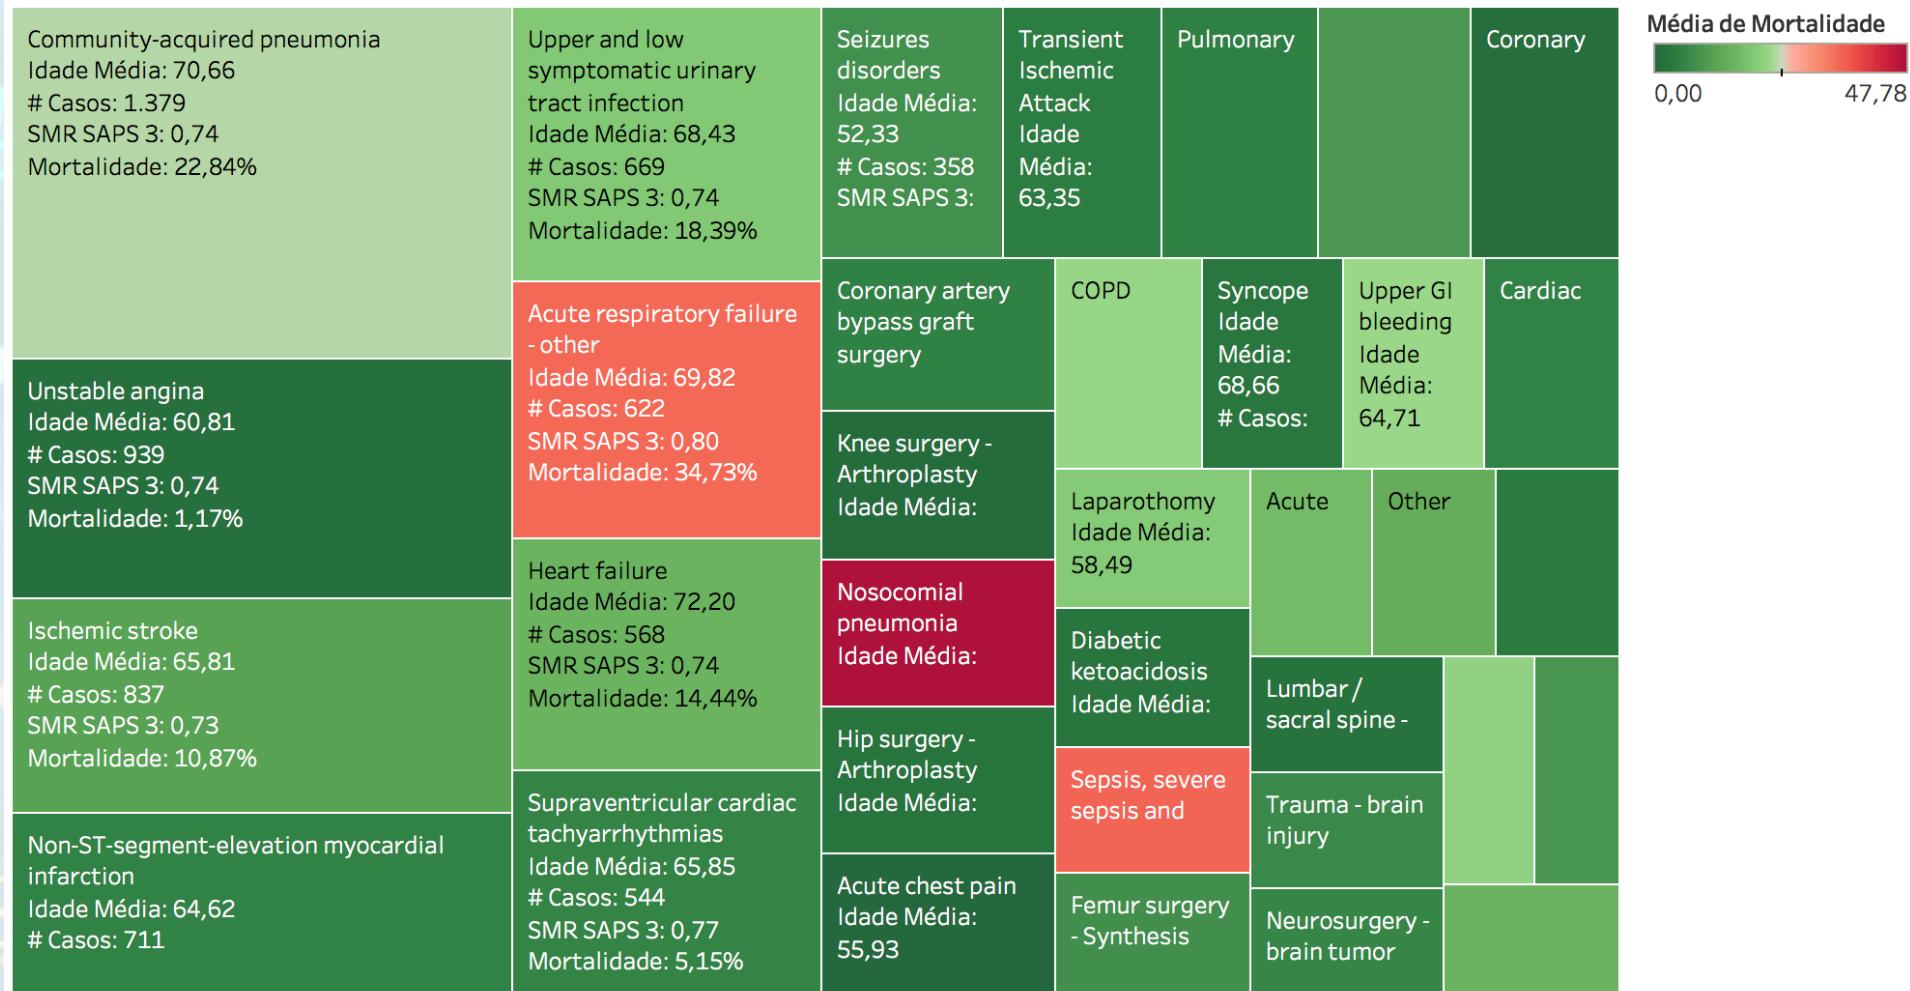 Community-acquired pneumonia
Idade Média: 70,66
# Casos: 1.379
SMR SAPS 3: 0,74
Mortalidade: 22,84%
Unstable angina
Idade Média: 60,81
# Casos: 939
SMR SAPS 3: 0,74
Mortalidade: 1,17%
Ischemic stroke
Idade Média: 65,81
# Casos: 837
SMR SAPS 3: 0,73
Mortalidade: 10,87%
Non-ST-segment-elevation myocardial
infarction
Idade Média: 64,62
# Casos: 711
Upper and low
symptomatic urinary
tract infection
Idade Média: 68,43
# Casos: 669
SMR SAPS 3: 0,74
Mortalidade: 18,39%
Acute respiratory failure
- other
Idade Média: 69,82
# Casos: 622
SMR SAPS 3: 0,80
Mortalidade: 34,73%
Heart failure
Idade Média: 72,20
# Casos: 568
SMR SAPS 3: 0,74
Mortalidade: 14,44%
Supraventricular cardiac
tachyarrhythmias
Idade Média: 65,85
# Casos: 544
SMR SAPS 3: 0,77
Mortalidade: 5,15%
Seizures
disorders
Idade Média:
52,33
# Casos: 358
SMR SAPS 3:
Transient
Ischemic
Attack
Idade
Média:
63,35
Pulmonary
Coronary
Coronary artery
bypass graft
surgery
Knee surgery -
Arthroplasty
Idade Média:
Nosocomial
pneumonia
Idade Média:
Hip surgery -
Arthroplasty
Idade Média:
Acute chest pain
Idade Média:
55,93
COPD
Syncope
Idade
Média:
68,66
# Casos:
Upper GI
bleeding
Idade
Média:
64,71
Cardiac
Laparothomy
Idade Média:
58,49
Diabetic
ketoacidosis
Idade Média:
Sepsis, severe
sepsis and
Femur surgery
- Synthesis
Acute
Other
Lumbar /
sacral spine -
Trauma - brain
injury
Neurosurgery -
brain tumor
Média de Mortalidade
0,00
47,78